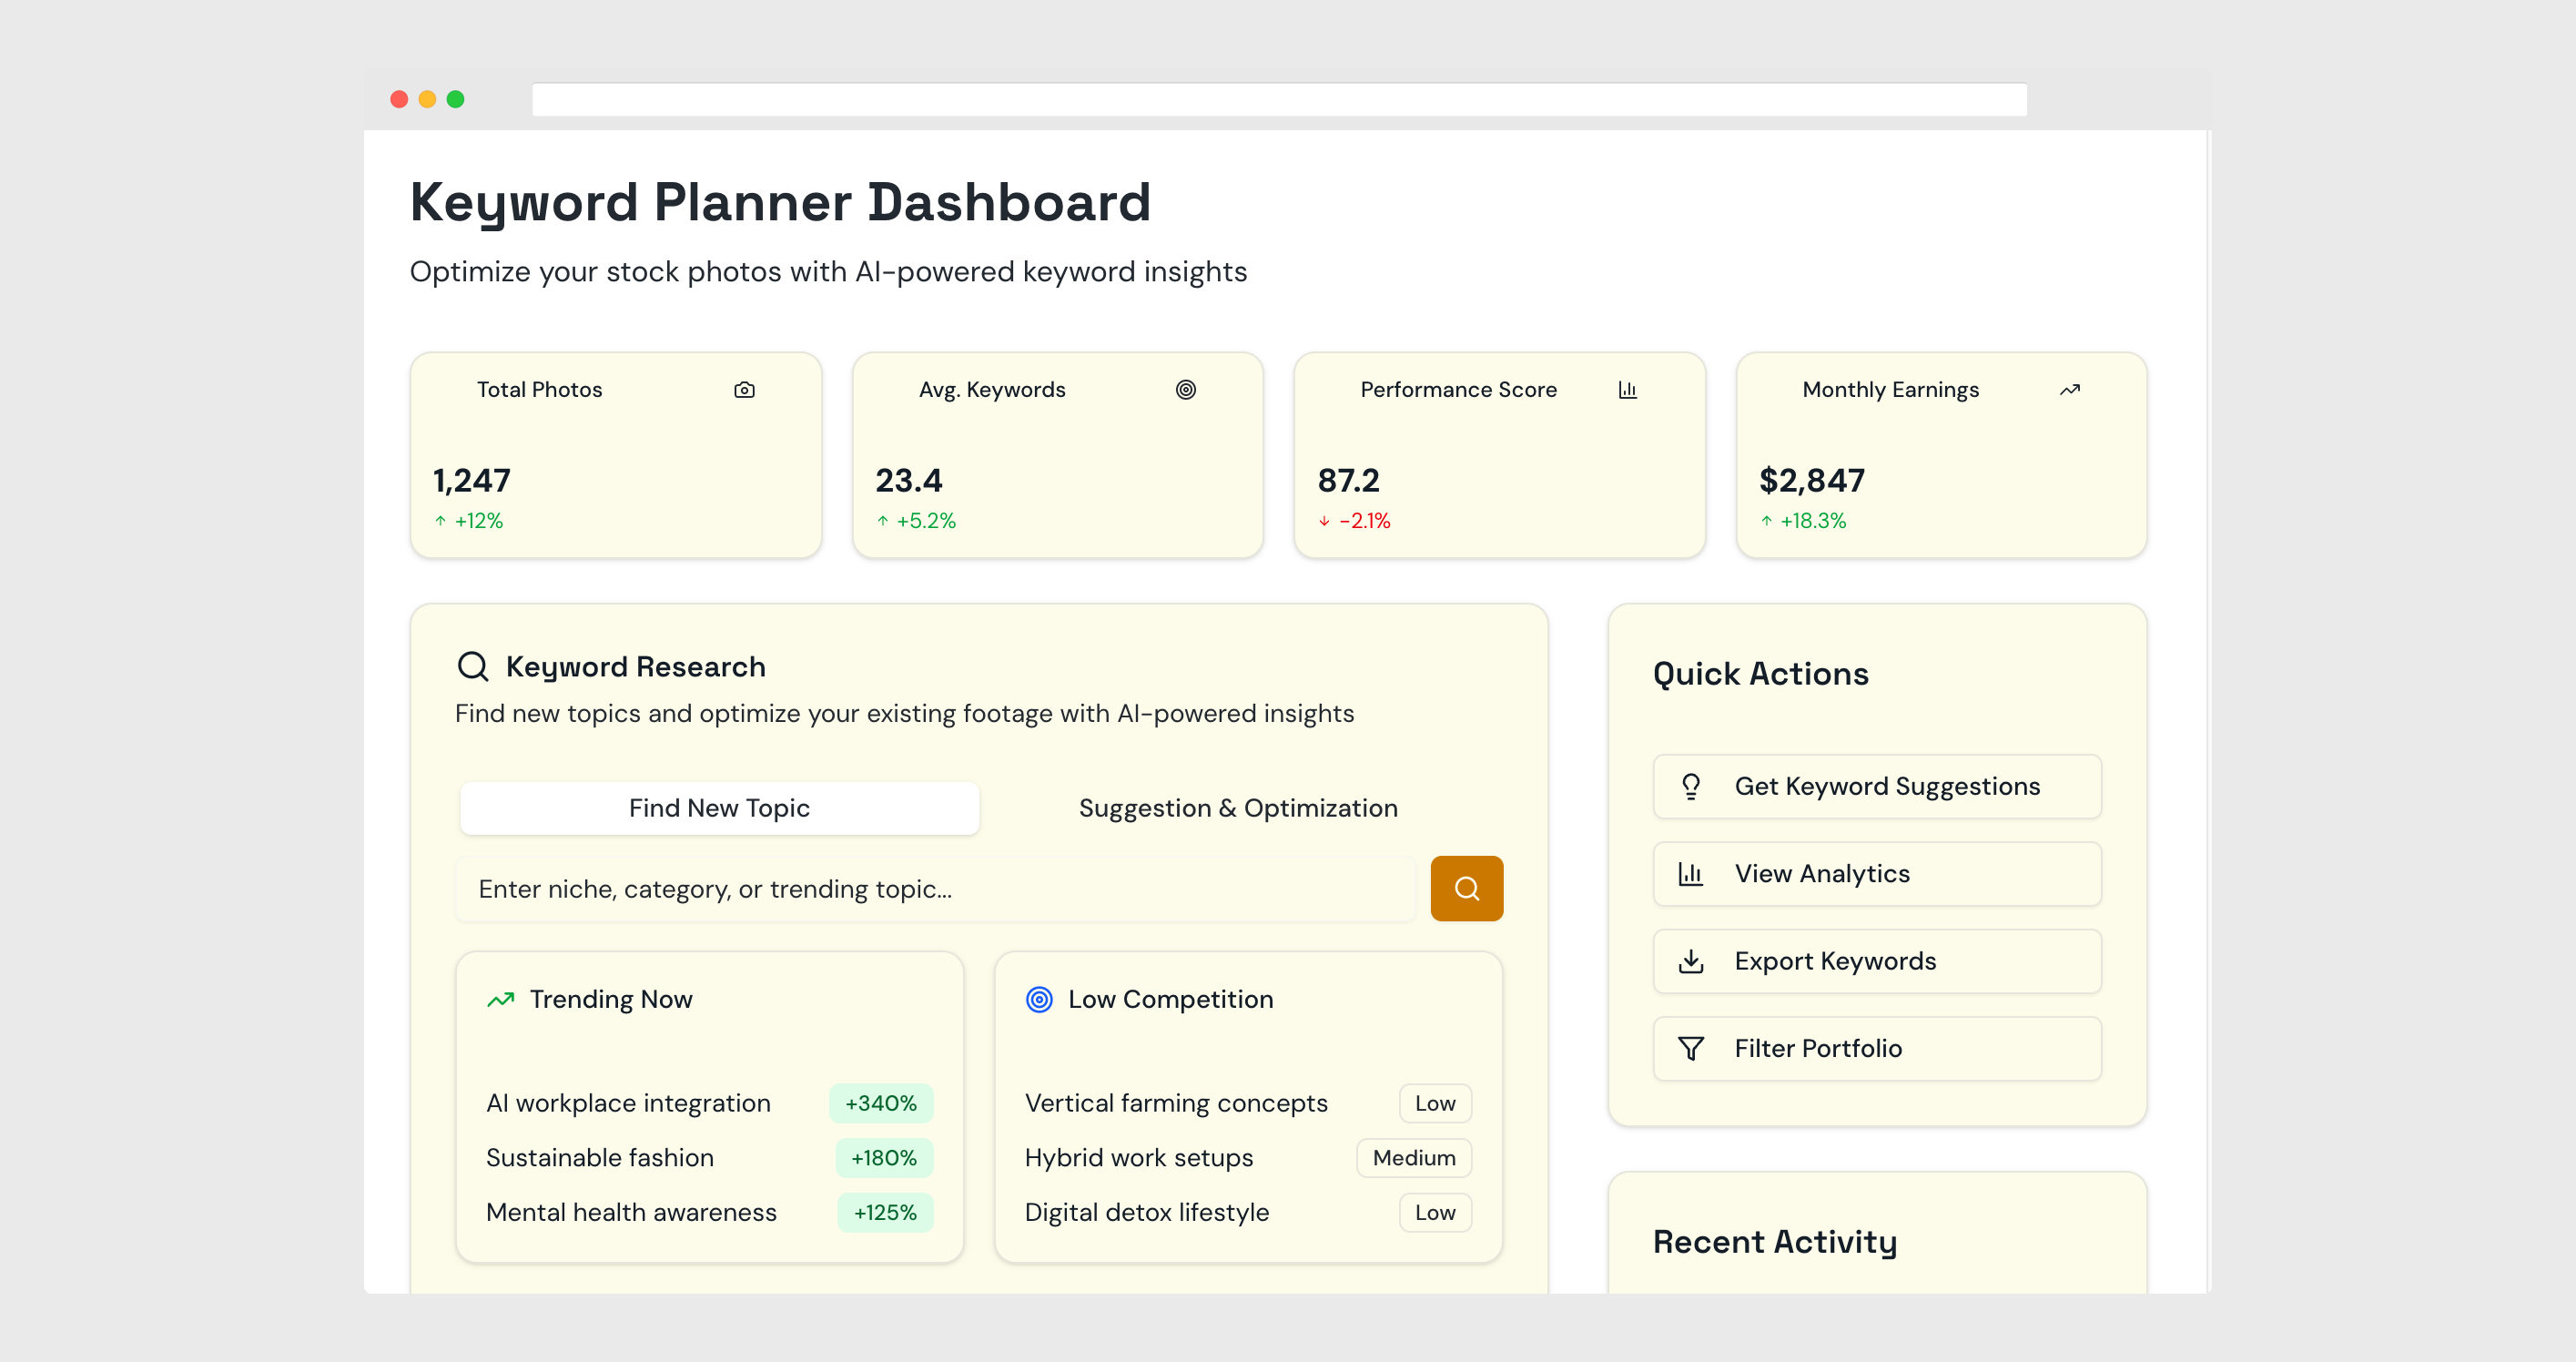 Keyword Planner Dashboard
Optimize your stock photos with AI-powered keyword insights
Total Photos
1,247
+12%
Avg. Keywords
23.4
+5.2%
Performance Score
87.2
-2.1%
Monthly Earnings
$2,847
+18.3%
Keyword Research
Find new topics and optimize your existing footage with AI-powered insights
Find New Topic
Suggestion & Optimization
Enter niche, category, or trending topic...
Trending Now
AI workplace integration +340%
Sustainable fashion +180%
Mental health awareness +125%
Low Competition
Vertical farming concepts Low
Hybrid work setups Medium
Digital detox lifestyle Low
Quick Actions
Get Keyword Suggestions
View Analytics
Export Keywords
Filter Portfolio
Recent Activity